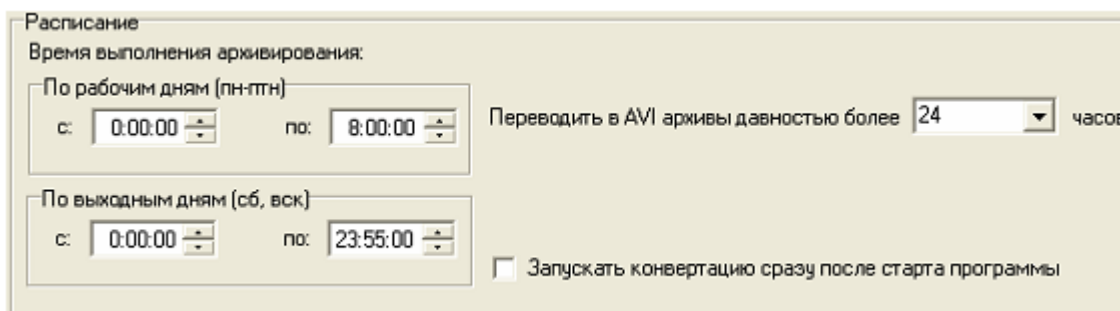 Расписание
Время выполнения архивирования:
По рабочим дням (пн-птн)
с: 0:00:00 по: 8:00:00
Переводить в AVI архивы давностью более 24 часов
По выходным дням (сб, вск)
с: 0:00:00 по: 23:55:00
Запускать конвертацию сразу после старта программы